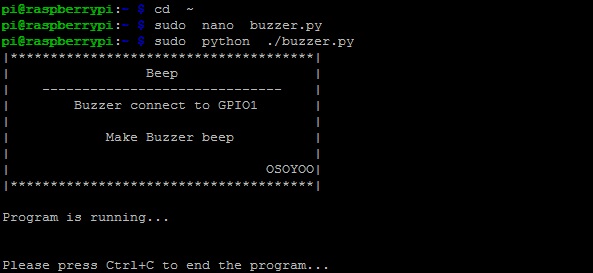 pi@raspberrypi:~ $ cd  ~
pi@raspberrypi:~ $ sudo  nano  buzzer.py
pi@raspberrypi:~ $ sudo  python  ./buzzer.py
|**************************************|
|                 Beep                 |
|    ------------------------------    |
|        Buzzer connect to GPIO1       |
|                                      |
|            Make Buzzer beep          |
|                                      |
|                                OSOYOO|
|**************************************|
Program is running...
Please press Ctrl+C to end the program...